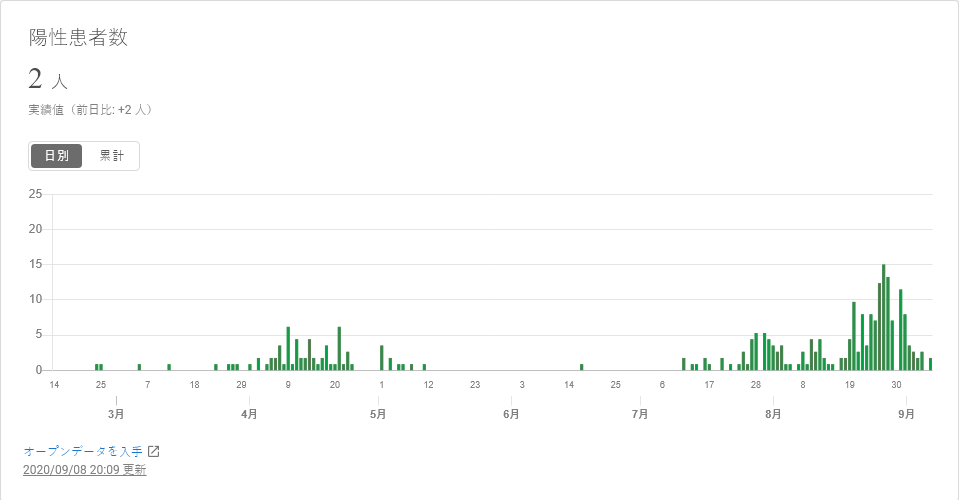 陽性患者数
2 人
実績値（前日比: +2 人）
日別 累計
25
20
15
10
5
0
14 25 7 18 29 9 20 1 12 23 3 14 25 6 17 28 8 19 30
3月 4月 5月 6月 7月 8月 9月
オープンデータを入手
2020/09/08 20:09 更新